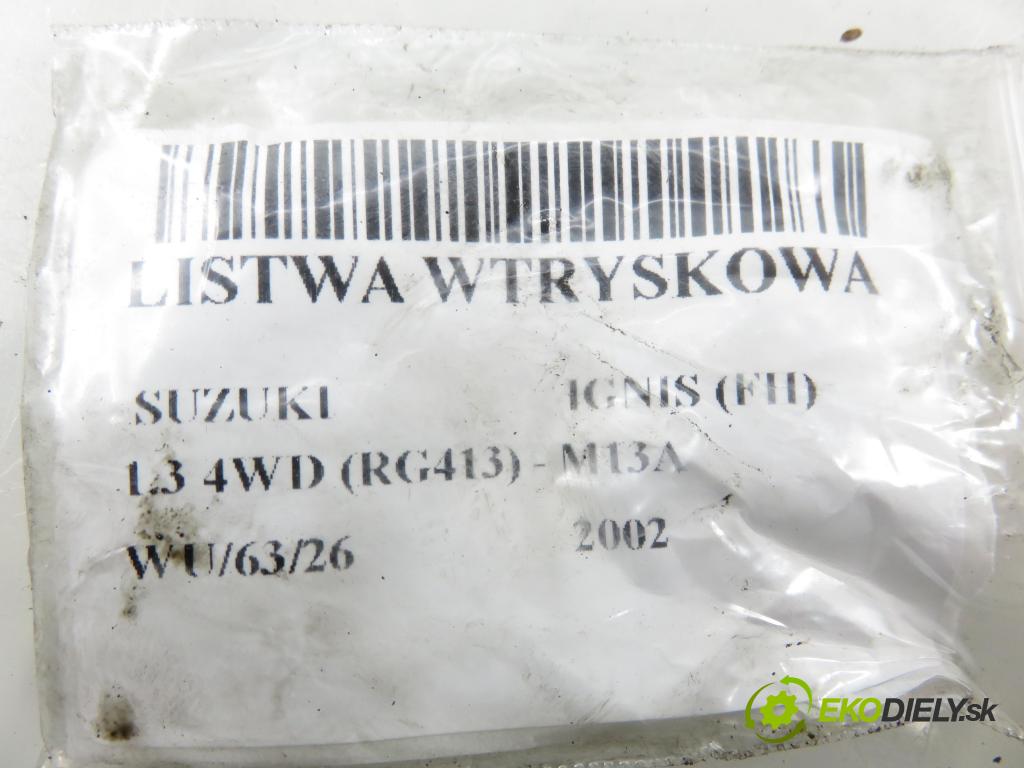 LISTWA WTRYSKOWA
SUZUKI IGNIS (FH)
1.3 4WD (RG413) - M13A
WU/63/26 2002
EKODIELY.sk